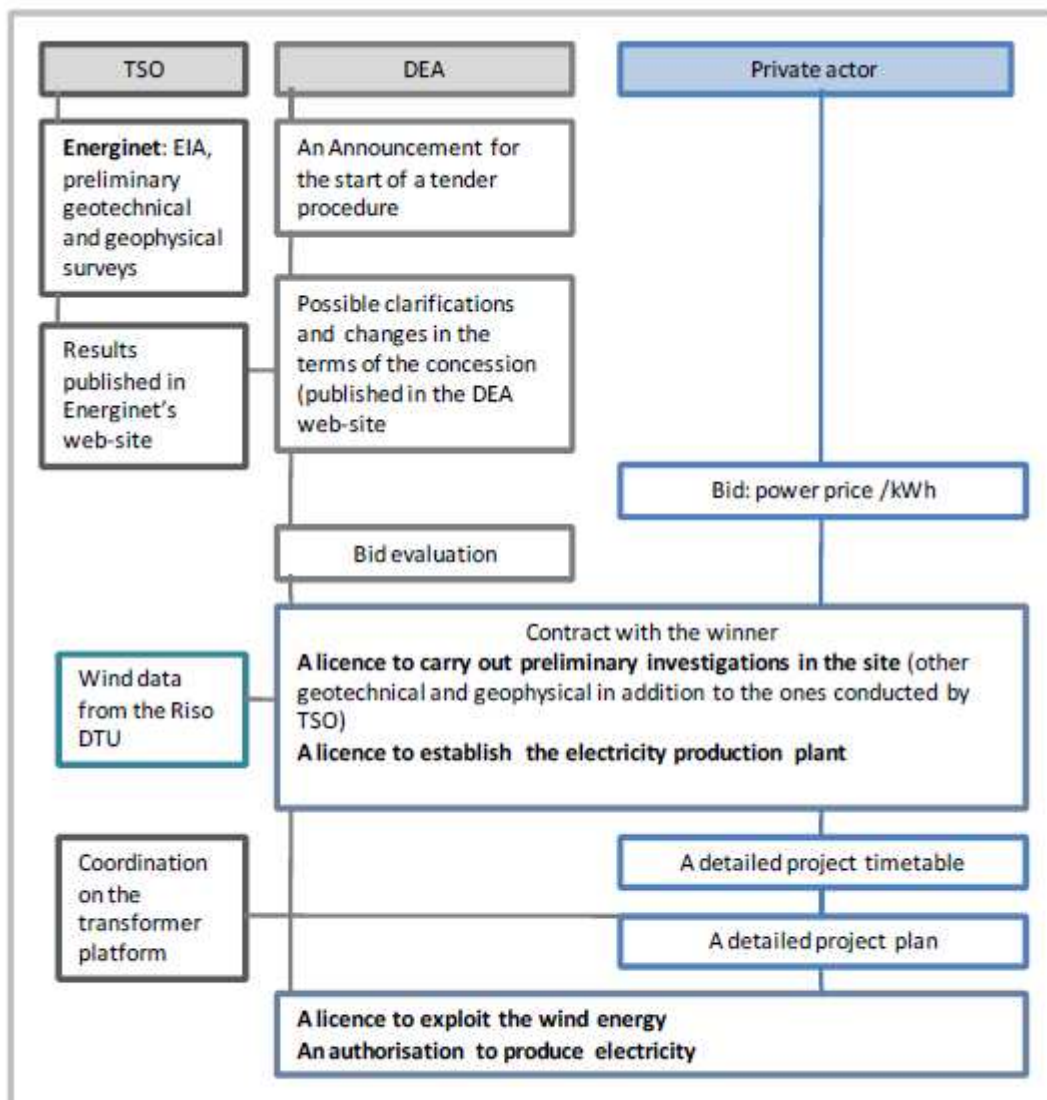 TSO
DEA
Private actor
Energinet: EIA,
preliminary
geotechnical
and geophysical
surveys
An Announcement for
the start of a tender
procedure
Possible clarifications
and changes in the
terms of the concession
(published in the DEA
web-site
Results
published in
Energinet's
web-site
Bid: power price /kWh
Bid evaluation
Contract with the winner
A licence to carry out preliminary investigations in the site (other
geotechnical and geophysical in addition to the ones conducted by
TSO)
A licence to establish the electricity production plant
Wind data
from the Riso
DTU
Coordination
on the
transformer
platform
A detailed project timetable
A detailed project plan
A licence to exploit the wind energy
An authorisation to produce electricity